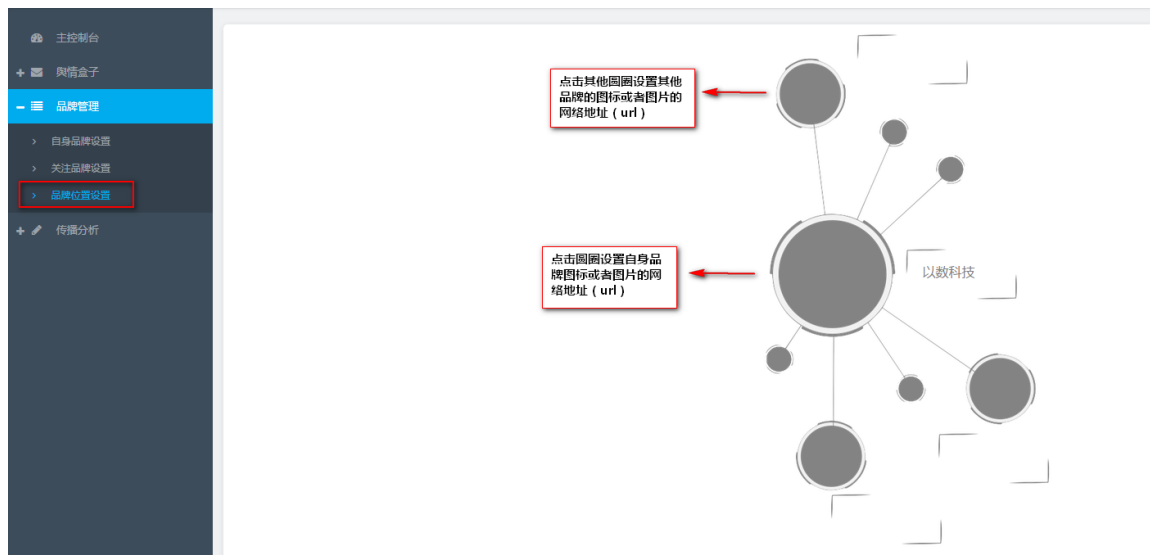 主控制台
舆情盒子
品牌管理
自身品牌设置
关注品牌设置
品牌位置设置
传播分析
点击其他圆圈设置其他
品牌的图标或者图片的
网络地址（url）
点击圆圈设置自身品
牌图标或者图片的网
络地址（url）
以数科技